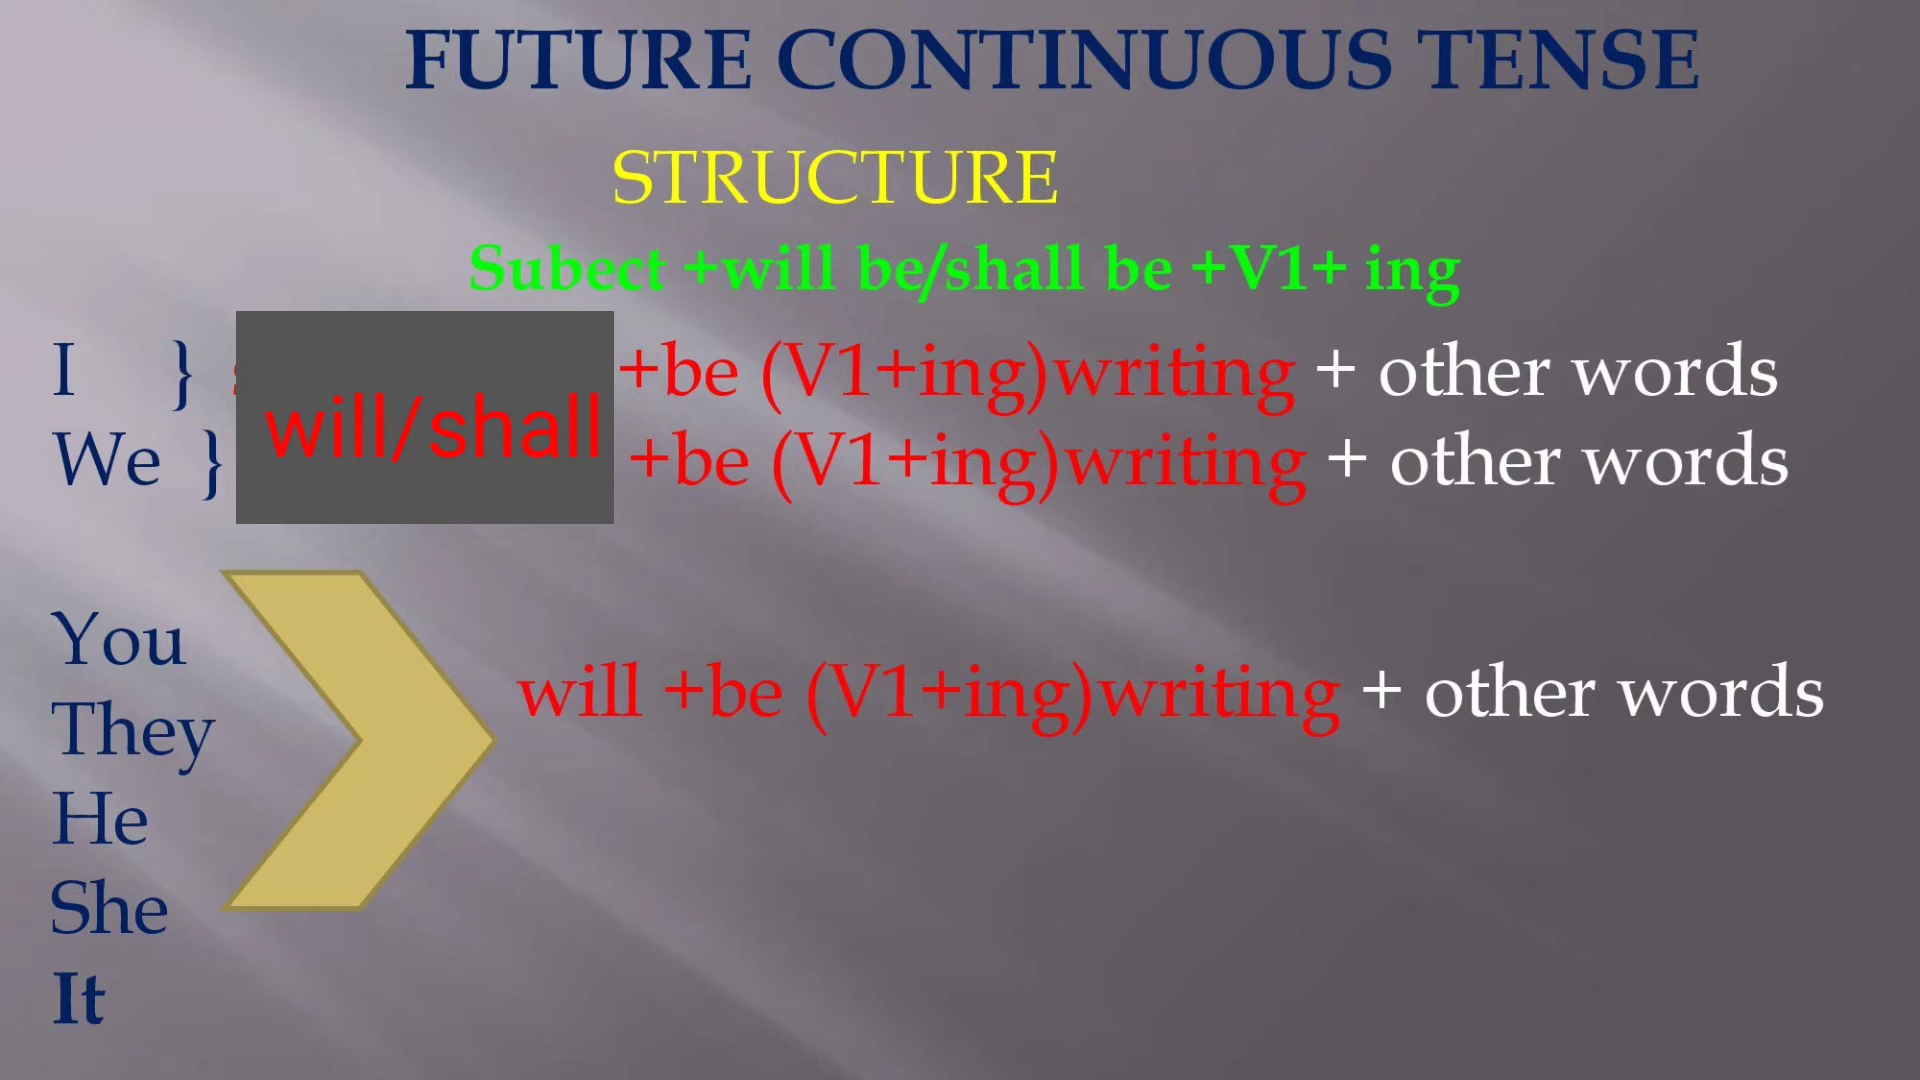 FUTURE CONTINUOUS TENSE
STRUCTURE
Subect +will be/shall be +V1+ ing
I } +be (V1+ing)writing + other words
will/shall
We } +be (V1+ing)writing + other words
You
will +be (V1+ing)writing + other words
They
He
She
It